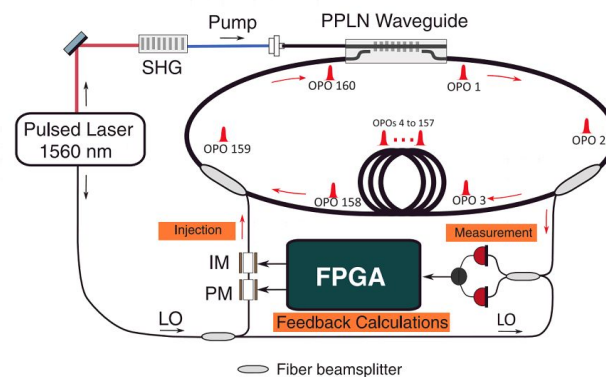 Pump
PPLN Waveguide
SHG
OPO 160
OPO 1
Pulsed Laser
1560 nm
OPO 159
OPOs 4 to 157
OPO 2
OPO 158
OPO 3
Injection
Measurement
IM
PM
FPGA
Feedback Calculations
LO
LO
Fiber beamsplitter